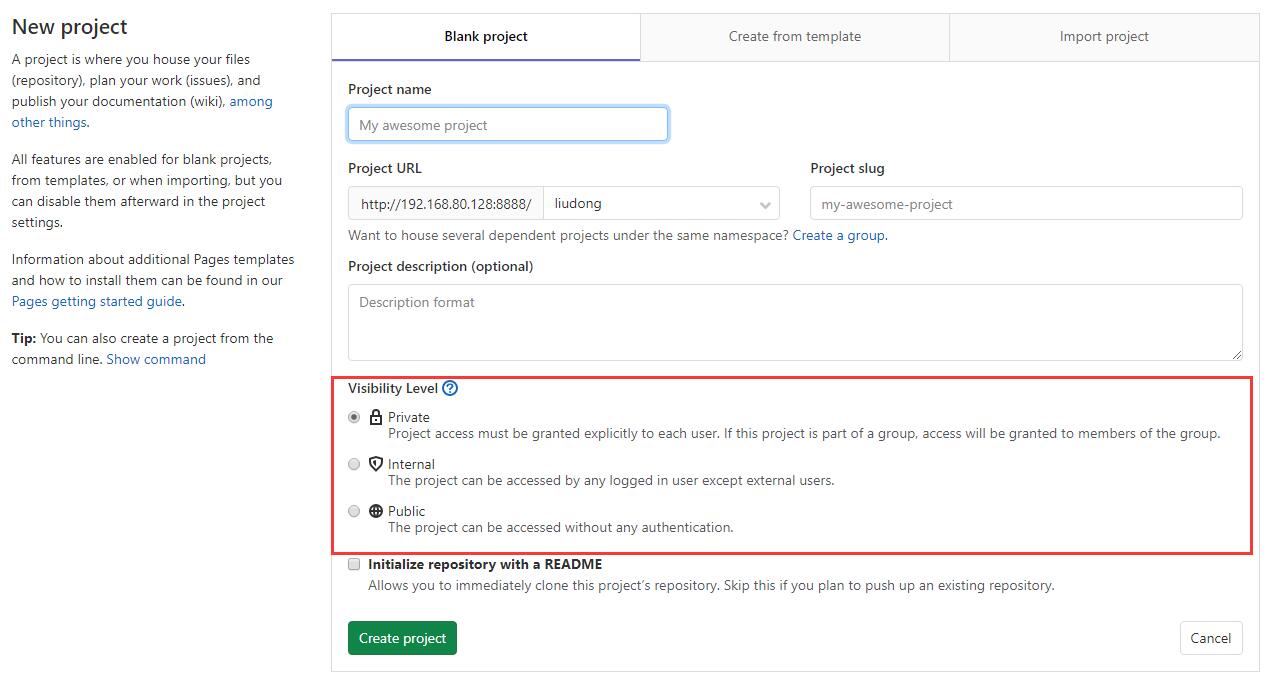 New project
A project is where you house your files
(repository), plan your work (issues), and
publish your documentation (wiki), among
other things.
All features are enabled for blank projects,
from templates, or when importing, but you
can disable them afterward in the project
settings.
Information about additional Pages templates
and how to install them can be found in our
Pages getting started guide.
Tip: You can also create a project from the
command line. Show command
Blank project
Create from template
Import project
Project name
My awesome project
Project URL
Project slug
http://192.168.80.128:8888/
liudong
my-awesome-project
Want to house several dependent projects under the same namespace? Create a group.
Project description (optional)
Description format
Visibility Level
Private
Project access must be granted explicitly to each user. If this project is part of a group, access will be granted to members of the group.
Internal
The project can be accessed by any logged in user except external users.
Public
The project can be accessed without any authentication.
Initialize repository with a README
Allows you to immediately clone this project’s repository. Skip this if you plan to push up an existing repository.
Create project
Cancel